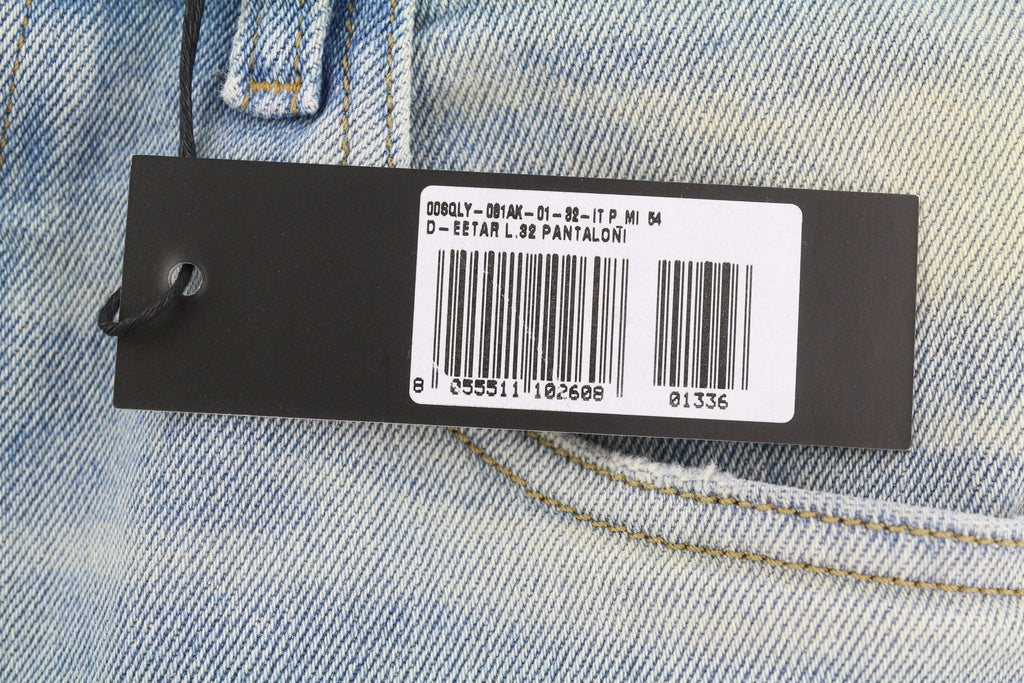 00SQLY-081AK-01-32-IT P MI 54
D-EETAR L.32 PANTALONI
8 055511 102608
01336